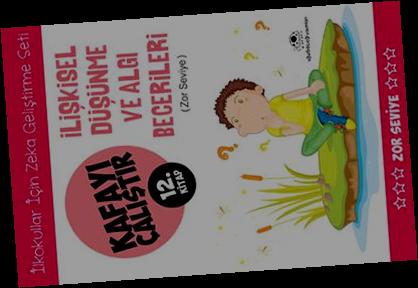 İlkokullar İçin Zeka Geliştirme Seti
İLİŞKİSEL
DÜŞÜNME
VE ALGI
BECERİLERİ
(Zor Seviye)
KAFAYI
ÇALIŞTIR
12.
KİTAP
ZOR SEVİYE